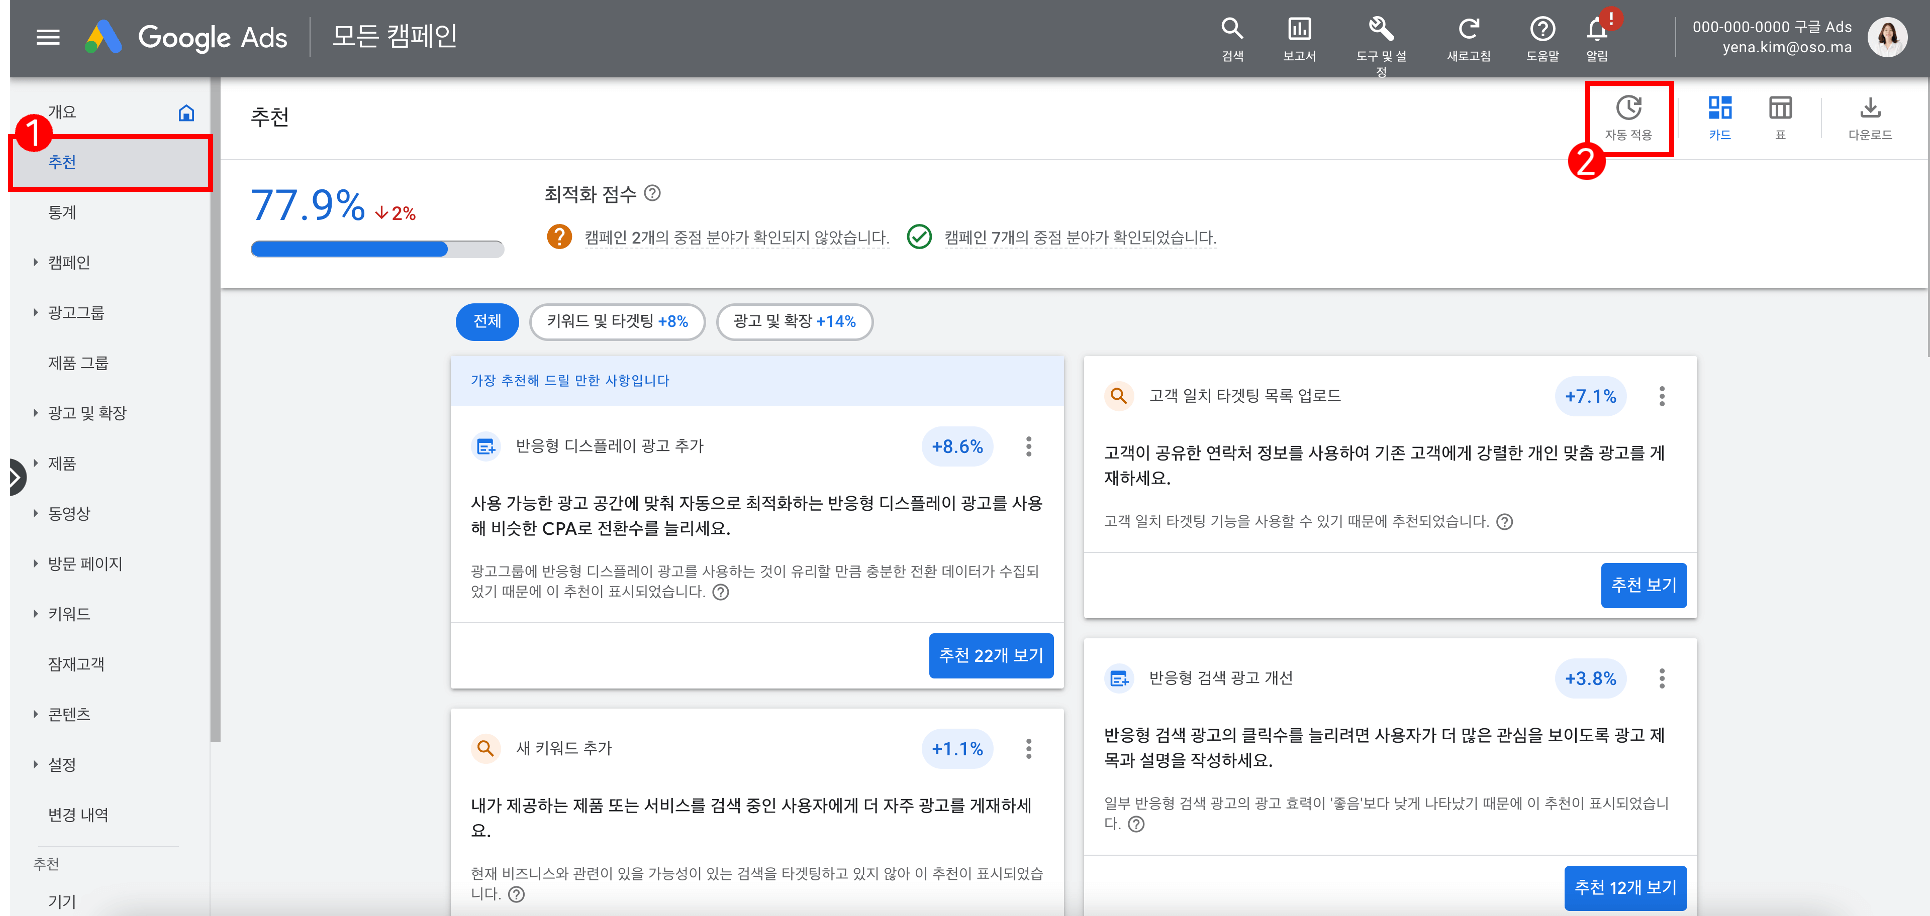 Google Ads
모든 캠페인
검색
보고서
도구 및 설
정
새로고침
도움말
!
알림
000-000-0000 구글 Ads
yena.kim@oso.ma
개요
1
추천
통계
캠페인
광고그룹
제품 그룹
광고 및 확장
제품
동영상
방문 페이지
키워드
잠재고객
콘텐츠
설정
변경 내역
추천
기기
추천
자동 적용
2
카드
표
다운로드
77.9%
2%
최적화 점수 ?
? 캠페인 2개의 중점 분야가 확인되지 않았습니다.
캠페인 7개의 중점 분야가 확인되었습니다.
전체
키워드 및 타겟팅 +8%
광고 및 확장 +14%
가장 추천해 드릴 만한 사항입니다
반응형 디스플레이 광고 추가
+8.6%
사용 가능한 광고 공간에 맞춰 자동으로 최적화하는 반응형 디스플레이 광고를 사용
해 비슷한 CPA로 전환수를 늘리세요.
광고그룹에 반응형 디스플레이 광고를 사용하는 것이 유리할 만큼 충분한 전환 데이터가 수집되
었기 때문에 이 추천이 표시되었습니다. ?
추천 22개 보기
새 키워드 추가
+1.1%
내가 제공하는 제품 또는 서비스를 검색 중인 사용자에게 더 자주 광고를 게재하세
요.
현재 비즈니스와 관련이 있을 가능성이 있는 검색을 타겟팅하고 있지 않아 이 추천이 표시되었습
니다. ?
고객 일치 타겟팅 목록 업로드
+7.1%
고객이 공유한 연락처 정보를 사용하여 기존 고객에게 강렬한 개인 맞춤 광고를 게
재하세요.
고객 일치 타겟팅 기능을 사용할 수 있기 때문에 추천되었습니다. ?
추천 보기
반응형 검색 광고 개선
+3.8%
반응형 검색 광고의 클릭수를 늘리려면 사용자가 더 많은 관심을 보이도록 광고 제
목과 설명을 작성하세요.
일부 반응형 검색 광고의 광고 효력이 '좋음'보다 낮게 나타났기 때문에 이 추천이 표시되었습니
다. ?
추천 12개 보기